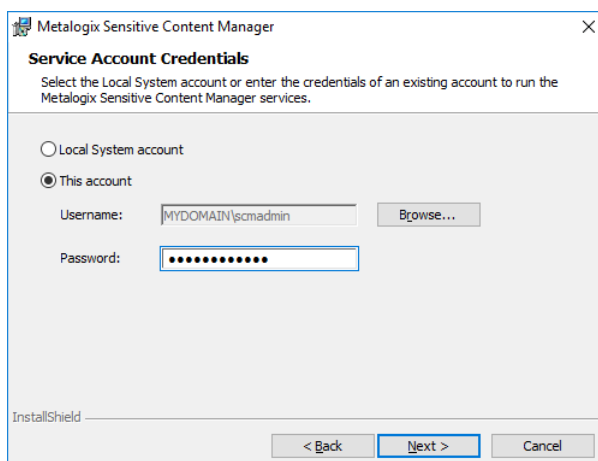 Metalogix Sensitive Content Manager
Service Account Credentials
Select the Local System account or enter the credentials of an existing account to run the
Metalogix Sensitive Content Manager services.
Local System account
This account
Username: MYDOMAIN\scmadmin Browse...
Password: ●●●●●●●●●●●●
InstallShield
< Back Next > Cancel